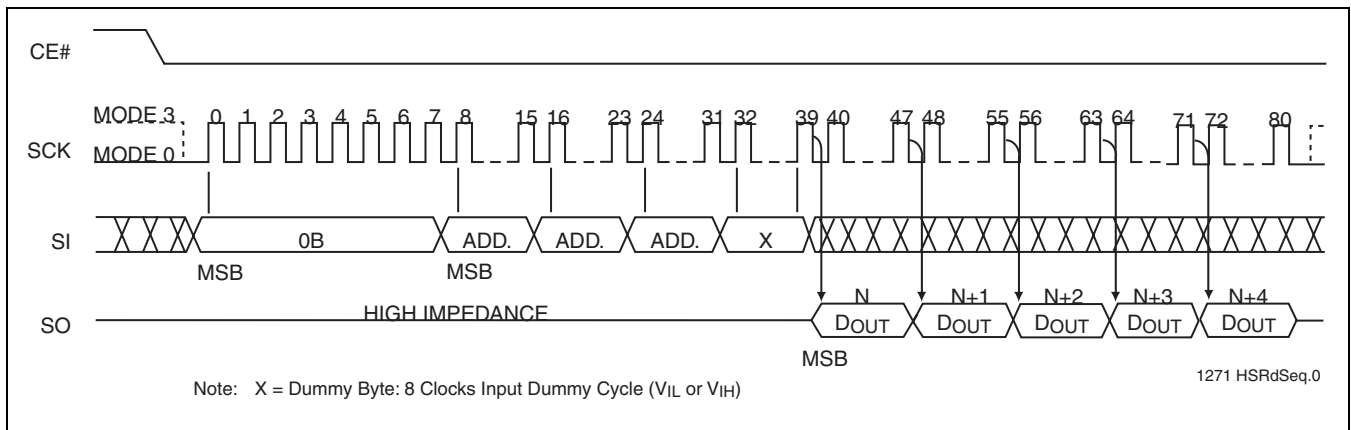 CE#
MODE 3 0 1 2 3 4 5 6 7 8 15 16 23 24 31 32 39 40 47 48 55 56 63 64 71 72 80
SCK MODE 0
SI 0B ADD. ADD. ADD. X
MSB MSB
N N+1 N+2 N+3 N+4
SO HIGH IMPEDANCE DOUT DOUT DOUT DOUT DOUT
MSB
Note: X = Dummy Byte: 8 Clocks Input Dummy Cycle (VIL or VIH)
1271 HSRdSeq.0